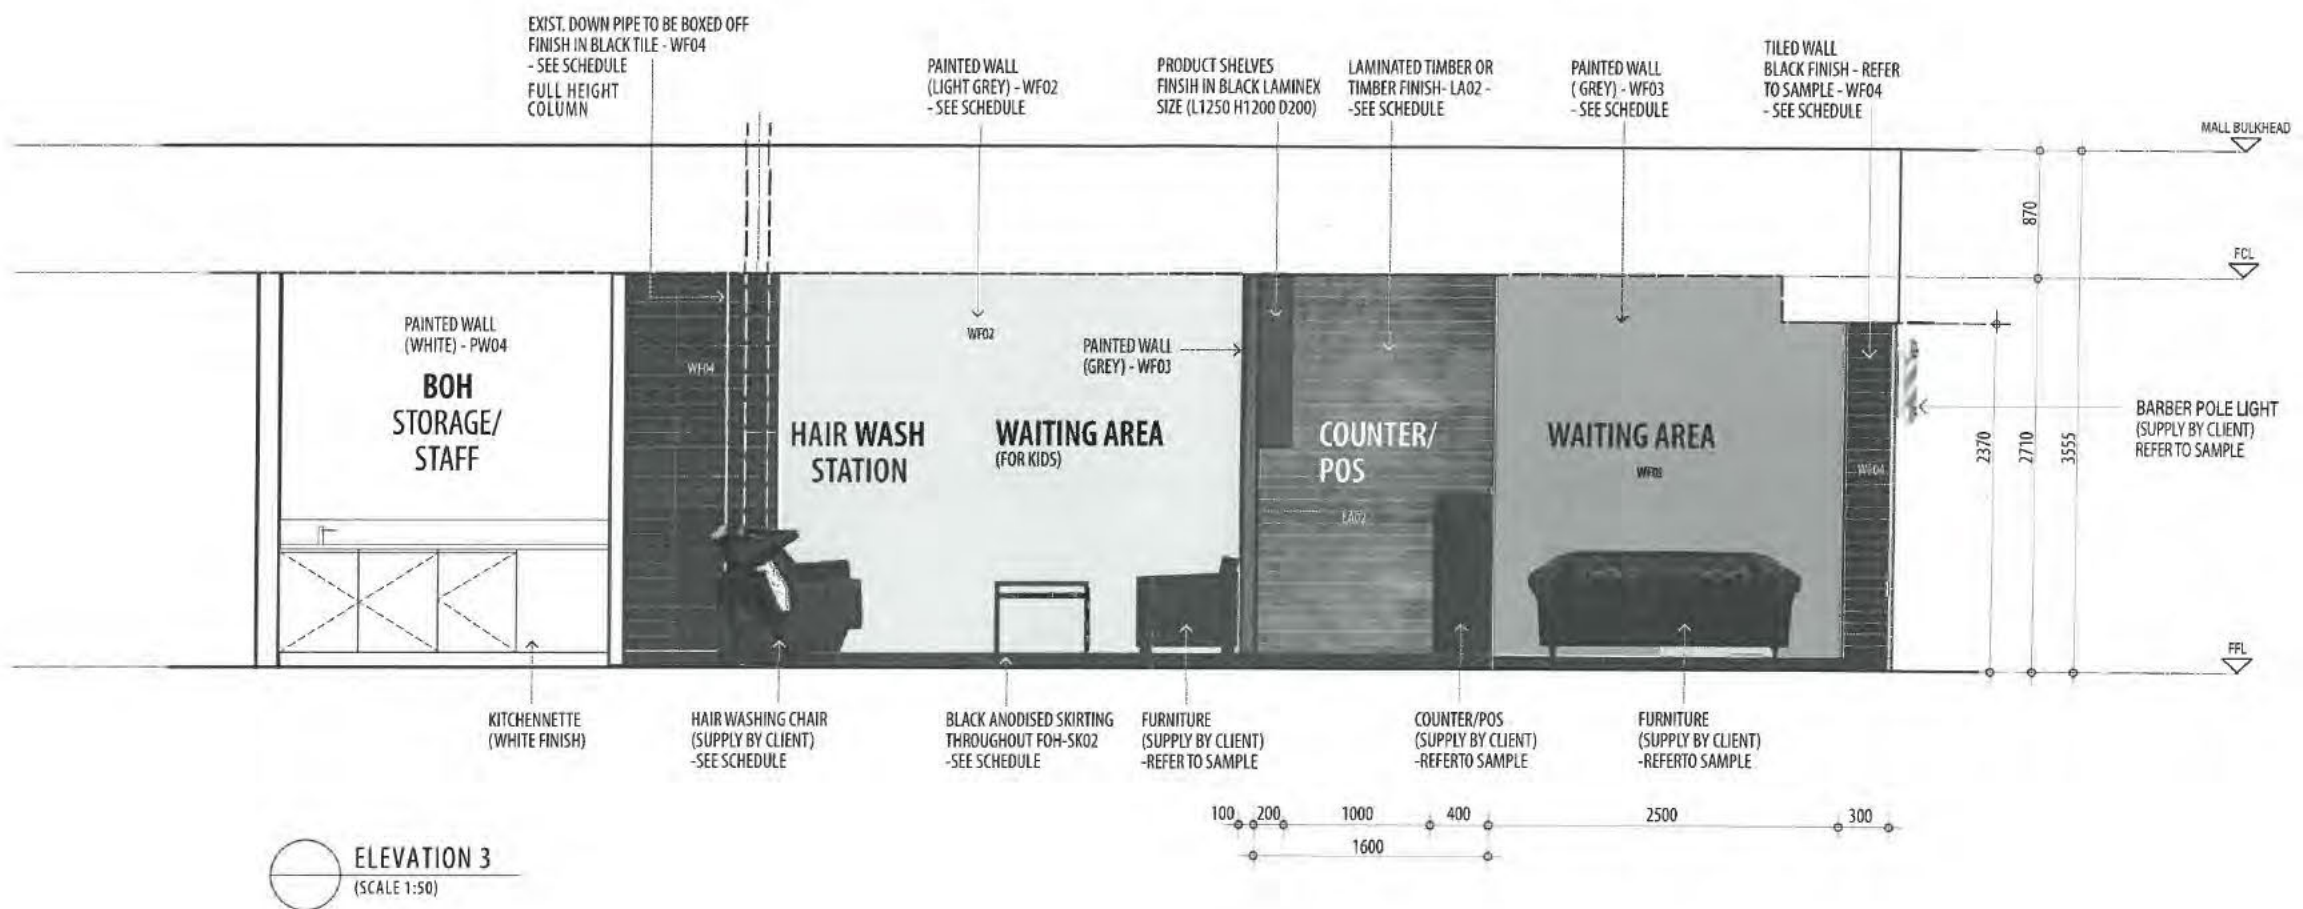 EXIST. DOWN PIPE TO BE BOXED OFF
FINISH IN BLACK TILE - WF04
- SEE SCHEDULE
FULL HEIGHT
COLUMN
PAINTED WALL
(LIGHT GREY) - WF02
- SEE SCHEDULE
PRODUCT SHELVES
FINSIH IN BLACK LAMINEX
SIZE (L1250 H1200 D200)
LAMINATED TIMBER OR
TIMBER FINISH- LA02 -
-SEE SCHEDULE
PAINTED WALL
( GREY) - WF03
- SEE SCHEDULE
TILED WALL
BLACK FINISH - REFER
TO SAMPLE - WF04
- SEE SCHEDULE
MALL BULKHEAD
870
FCL
PAINTED WALL
(WHITE) - PW04
BOH
STORAGE/
STAFF
WF04
WF02
PAINTED WALL
(GREY) - WF03
HAIR WASH
STATION
WAITING AREA
(FOR KIDS)
COUNTER/
POS
LA02
WAITING AREA
WF04
2370
2710
3555
BARBER POLE LIGHT
(SUPPLY BY CLIENT)
REFER TO SAMPLE
FFL
KITCHENNETTE
(WHITE FINISH)
HAIR WASHING CHAIR
(SUPPLY BY CLIENT)
-SEE SCHEDULE
BLACK ANODISED SKIRTING
THROUGHOUT FOH-SK02
-SEE SCHEDULE
FURNITURE
(SUPPLY BY CLIENT)
-REFER TO SAMPLE
COUNTER/POS
(SUPPLY BY CLIENT)
-REFERTO SAMPLE
FURNITURE
(SUPPLY BY CLIENT)
-REFERTO SAMPLE
100 200 1000 400 2500 300
1600
ELEVATION 3
(SCALE 1:50)